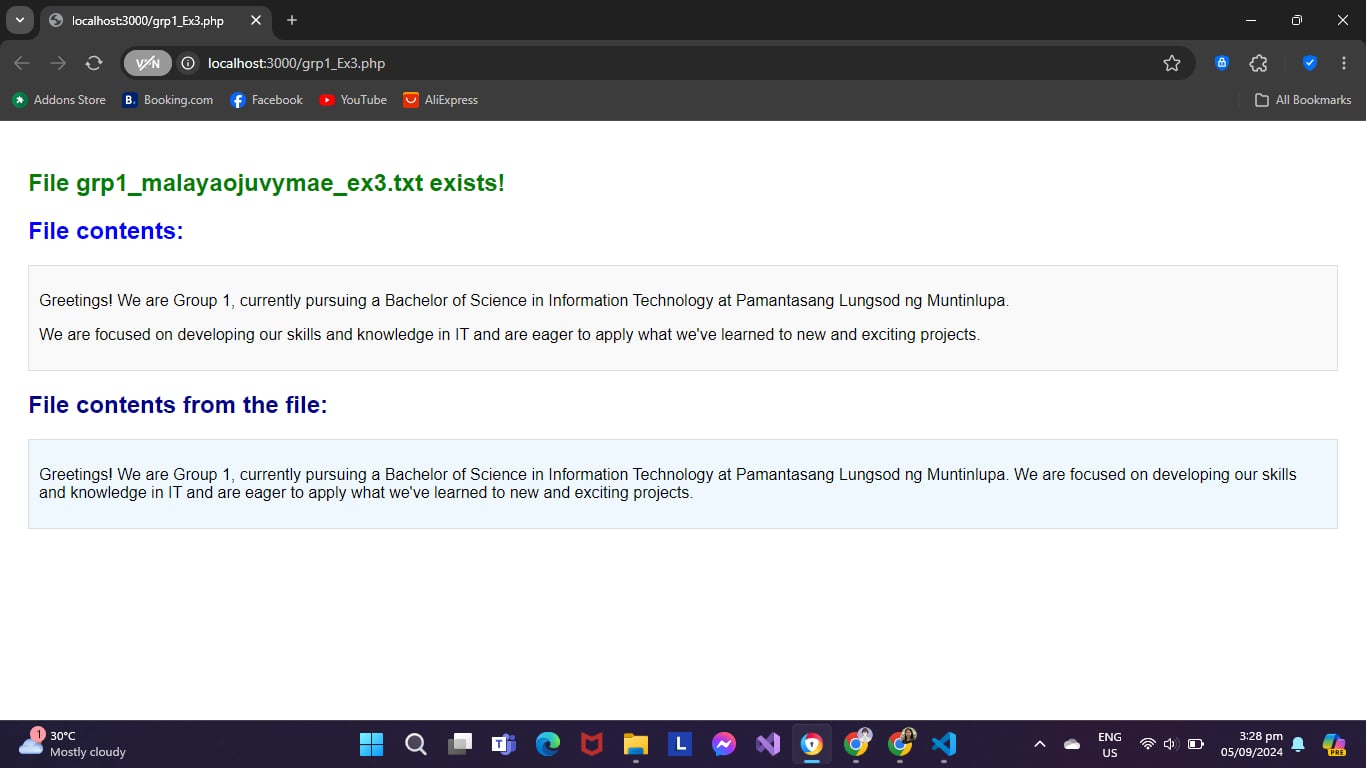 localhost:3000/grp1_Ex3.php
VPN
localhost:3000/grp1_Ex3.php
Addons Store
B. Booking.com
Facebook
YouTube
AliExpress
All Bookmarks
File grp1_malayaojuvymae_ex3.txt exists!
File contents:
Greetings! We are Group 1, currently pursuing a Bachelor of Science in Information Technology at Pamantasang Lungsod ng Muntinlupa.
We are focused on developing our skills and knowledge in IT and are eager to apply what we've learned to new and exciting projects.
File contents from the file:
Greetings! We are Group 1, currently pursuing a Bachelor of Science in Information Technology at Pamantasang Lungsod ng Muntinlupa. We are focused on developing our skills
and knowledge in IT and are eager to apply what we've learned to new and exciting projects.
1
30°C
Mostly cloudy
L
ENG
US
3:28 pm
05/09/2024
PRE